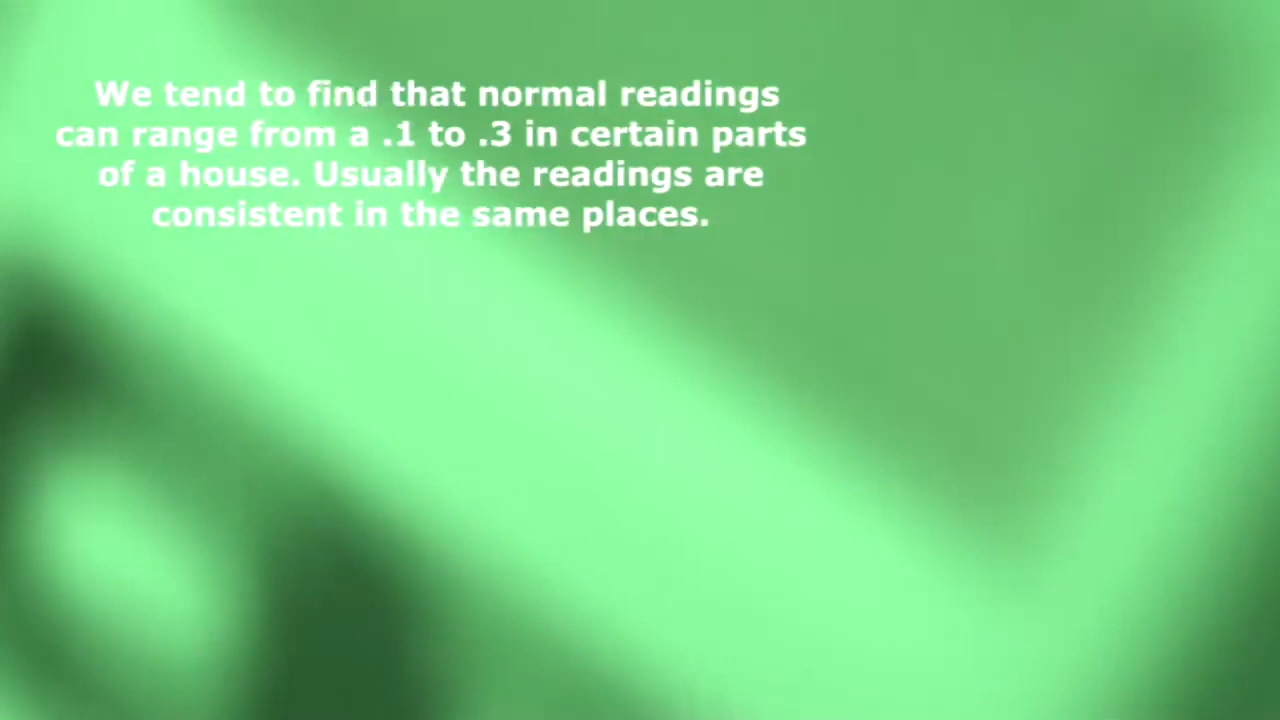 We tend to find that normal readings
can range from a .1 to .3 in certain parts
of a house. Usually the readings are
consistent in the same places.